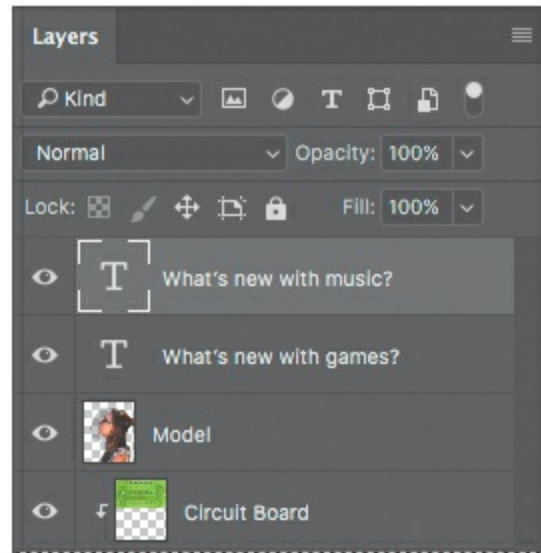 Layers
Kind
Normal Opacity: 100%
Lock: Fill: 100%
What's new with music?
What's new with games?
Model
Circuit Board